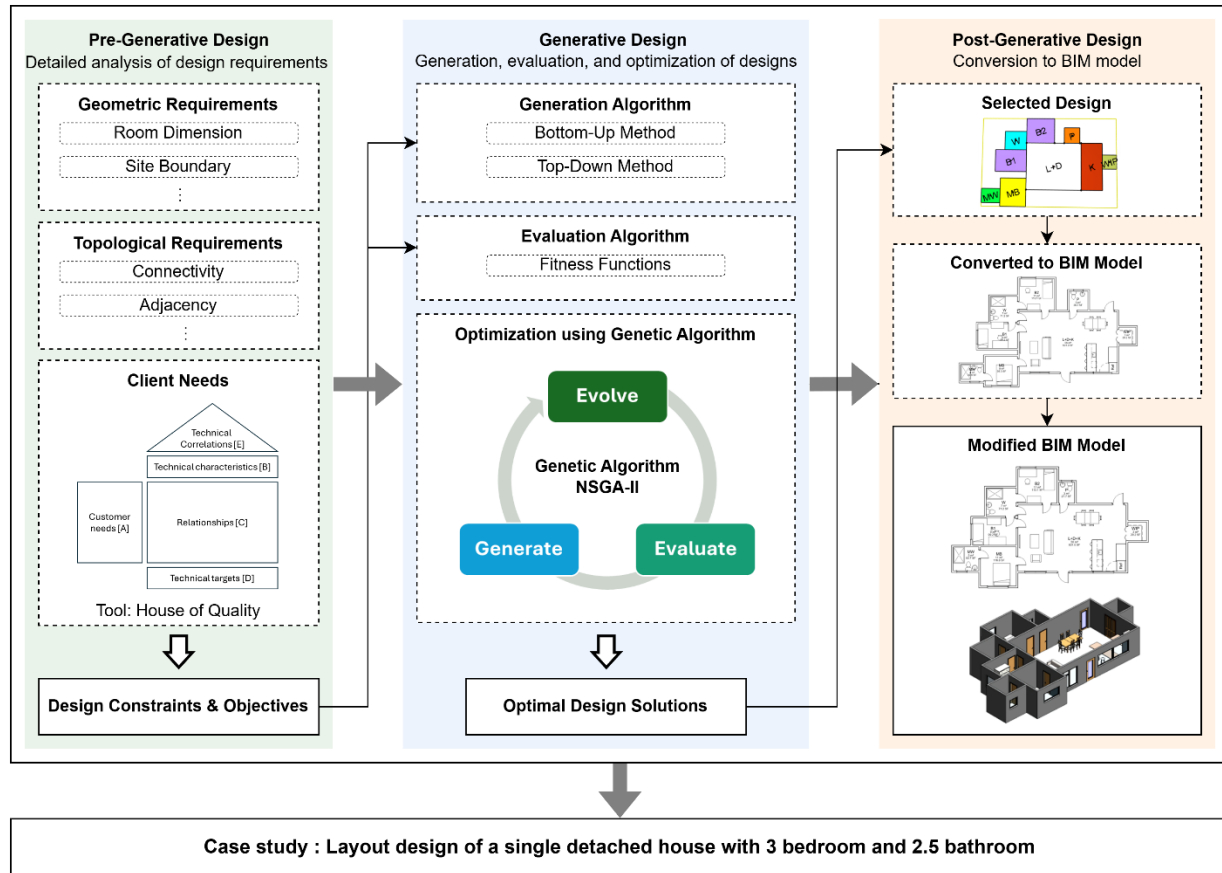 Pre-Generative Design
Detailed analysis of design requirements
Geometric Requirements
Room Dimension
Site Boundary
⋮
Topological Requirements
Connectivity
Adjacency
⋮
Client Needs
Technical
Correlations [E]
Technical characteristics [B]
Customer
needs [A]
Relationships [C]
Technical targets [D]
Tool: House of Quality
Design Constraints & Objectives
Generative Design
Generation, evaluation, and optimization of designs
Generation Algorithm
Bottom-Up Method
Top-Down Method
Evaluation Algorithm
Fitness Functions
Optimization using Genetic Algorithm
Evolve
Genetic Algorithm
NSGA-II
Generate
Evaluate
Optimal Design Solutions
Post-Generative Design
Conversion to BIM model
Selected Design
B2
P
W
B1
L+D
K
MB
MW
Converted to BIM Model
Modified BIM Model
Case study : Layout design of a single detached house with 3 bedroom and 2.5 bathroom